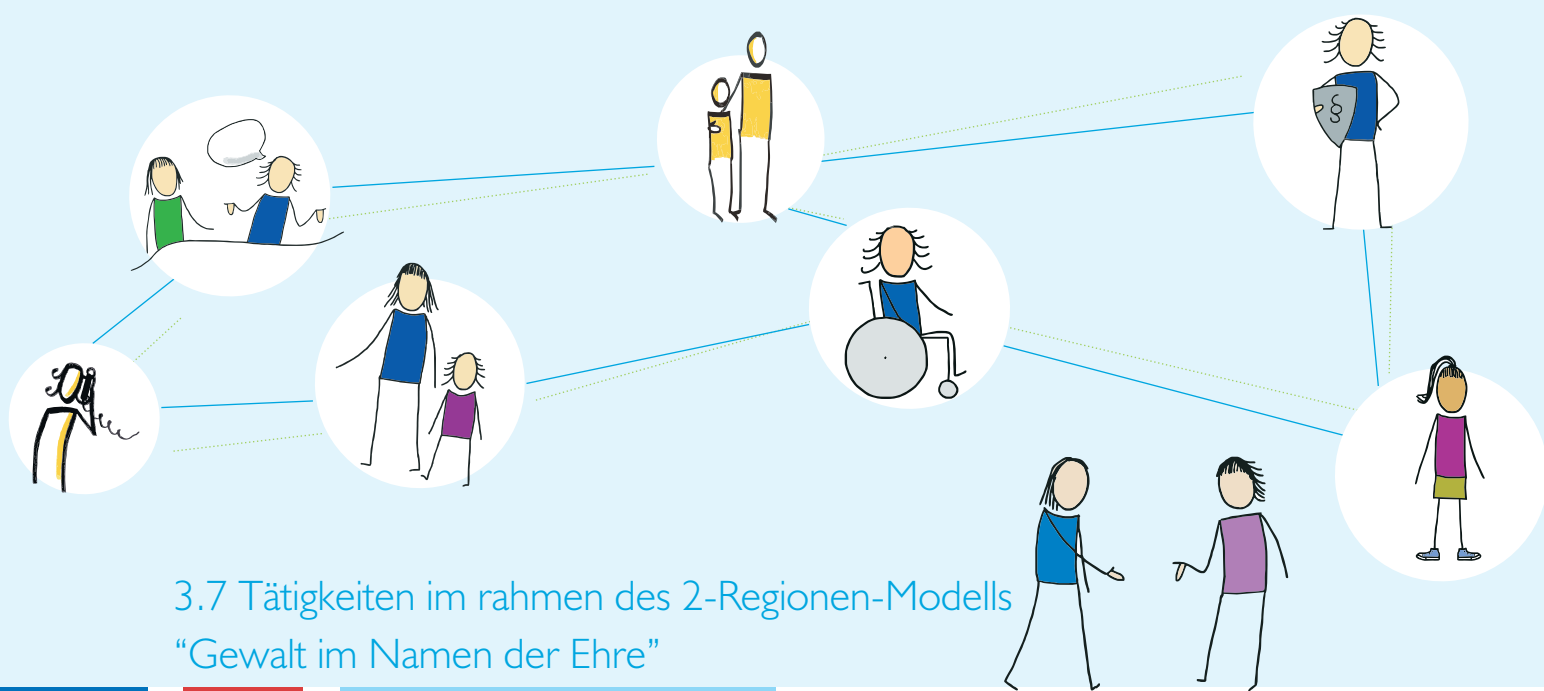 §
3.7 Tätigkeiten im rahmen des 2-Regionen-Modells
“Gewalt im Namen der Ehre”